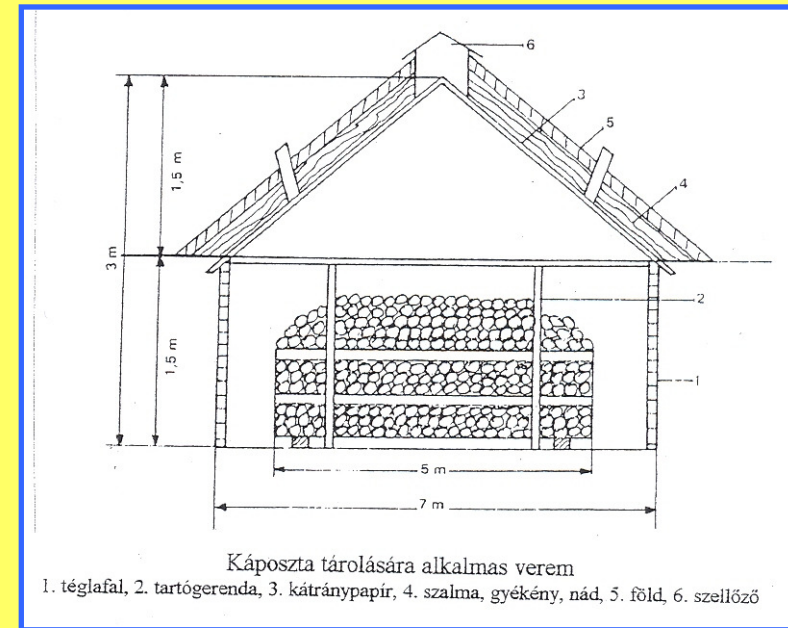 6
3
5
4
1,5 m
3 m
2
1,5 m
1
5 m
7 m
Káposzta tárolására alkalmas verem
1. téglafal, 2. tartógerenda, 3. kátránypapír, 4. szalma, gyékény, nád, 5. föld, 6. szellőző